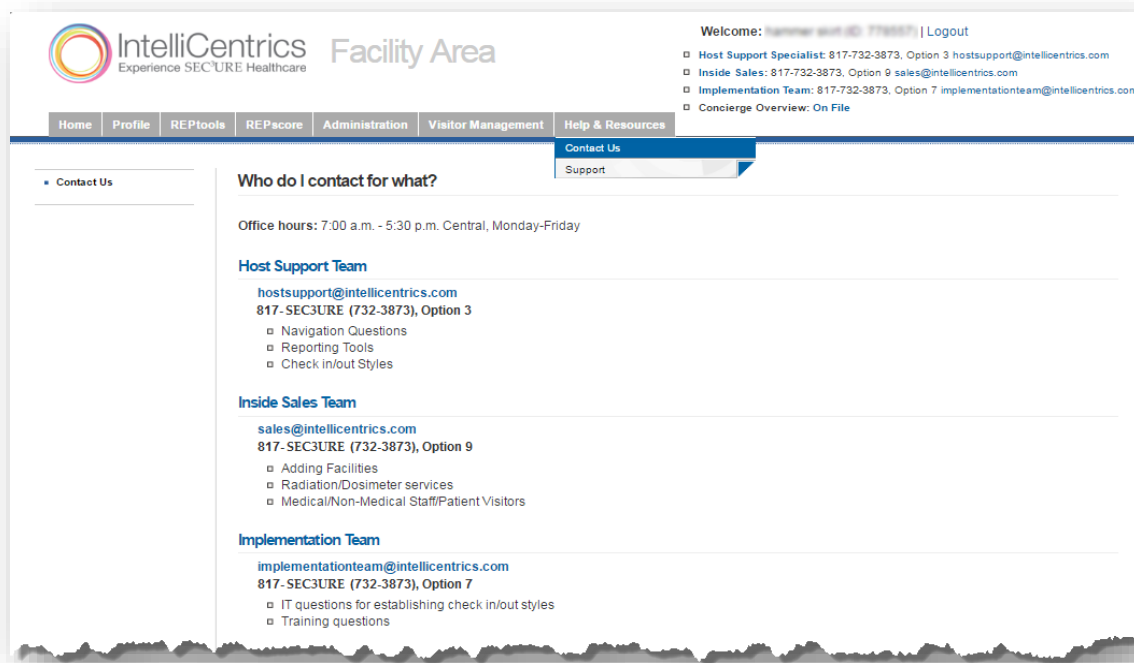 IntelliCentrics
Experience SEC³URE Healthcare
Facility Area
Welcome: | Logout
Host Support Specialist: 817-732-3873, Option 3 hostsupport@intellicentrics.com
Inside Sales: 817-732-3873, Option 9 sales@intellicentrics.com
Implementation Team: 817-732-3873, Option 7 implementationteam@intellicentrics.com
Concierge Overview: On File
Home Profile REPtools REPscore Administration Visitor Management Help & Resources
Contact Us
Support
Contact Us
Who do I contact for what?
Office hours: 7:00 a.m. - 5:30 p.m. Central, Monday-Friday
Host Support Team
hostsupport@intellicentrics.com
817- SEC3URE (732-3873), Option 3
Navigation Questions
Reporting Tools
Check in/out Styles
Inside Sales Team
sales@intellicentrics.com
817- SEC3URE (732-3873), Option 9
Adding Facilities
Radiation/Dosimeter services
Medical/Non-Medical Staff/Patient Visitors
Implementation Team
implementationteam@intellicentrics.com
817- SEC3URE (732-3873), Option 7
IT questions for establishing check in/out styles
Training questions